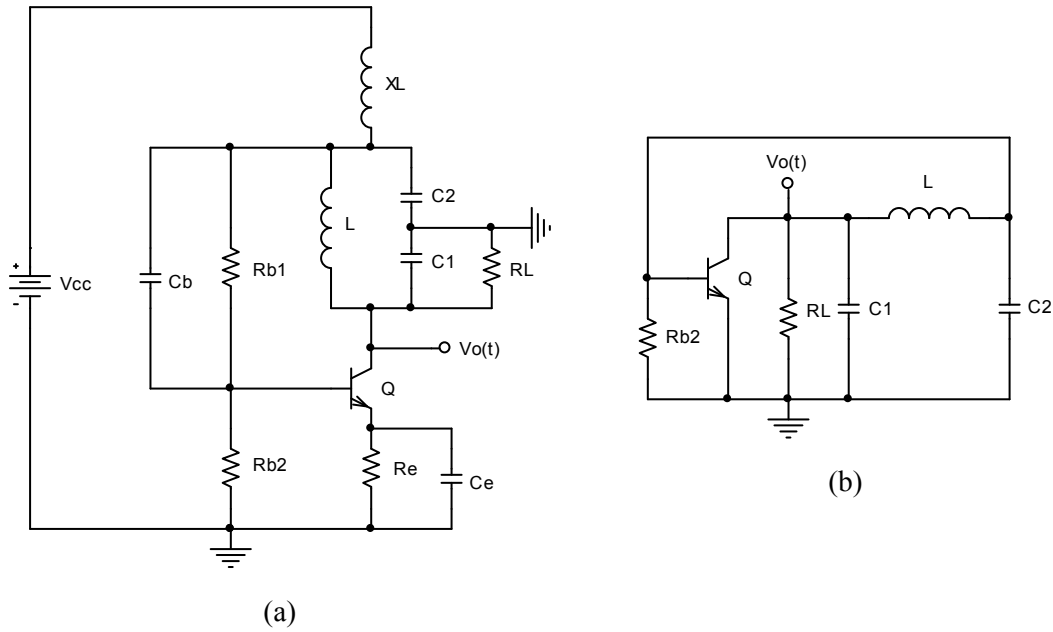 XL
C2
L
C1
RL
Rb1
Cb
+
Vcc
-
Vo(t)
Q
Rb2
Re
Ce
(a)
Vo(t)
L
Q
RL
C1
C2
Rb2
(b)